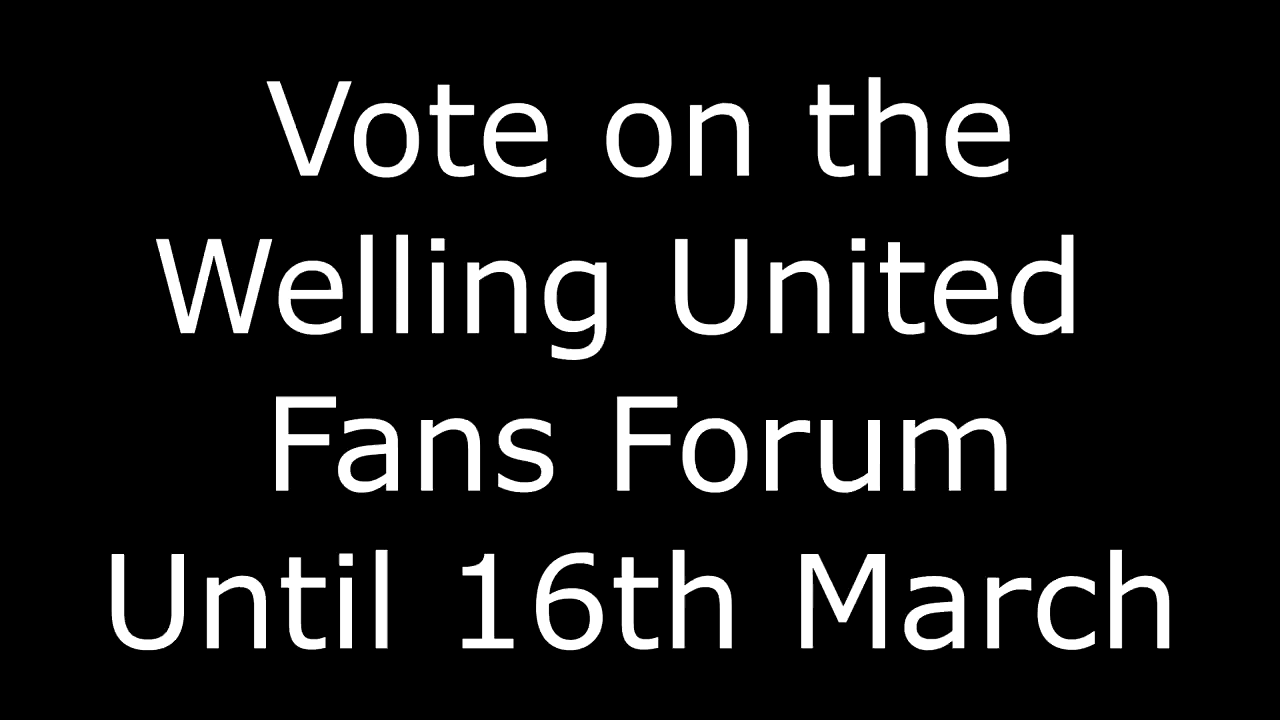 Vote on the
Welling United
Fans Forum
Until 16th March